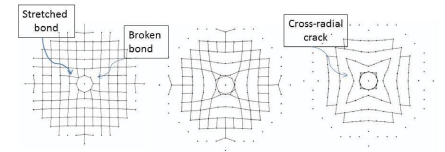 Stretched
bond
Broken
bond
Cross-radial
crack